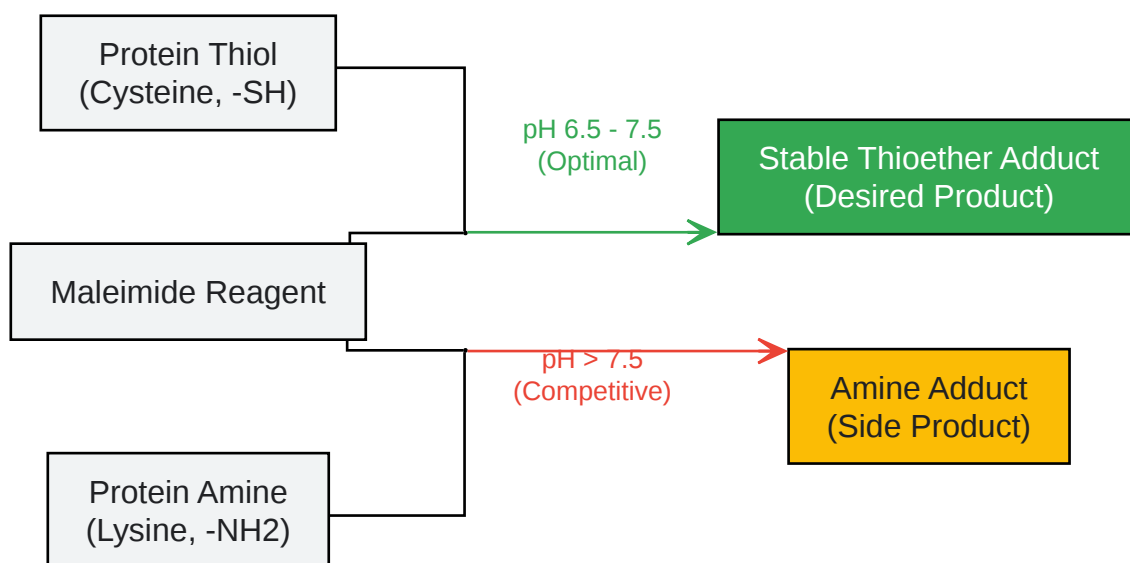 Protein Thiol
(Cysteine, -SH)
pH 6.5 - 7.5
(Optimal)
Stable Thioether Adduct
(Desired Product)
Maleimide Reagent
pH > 7.5
(Competitive)
Amine Adduct
(Side Product)
Protein Amine
(Lysine, -NH2)